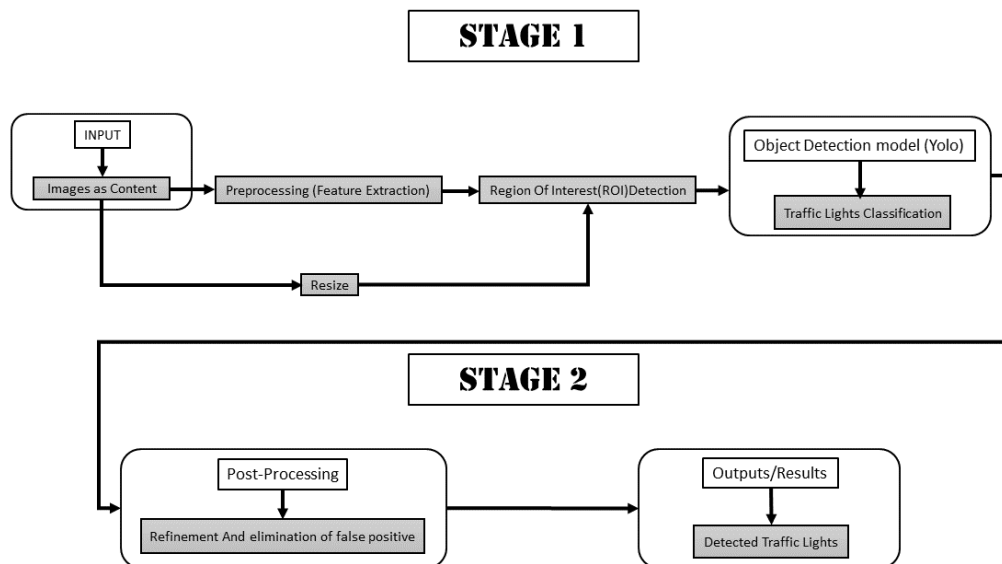 STAGE 1
INPUT
Images as Content
Preprocessing (Feature Extraction)
Region Of Interest(ROI)Detection
Object Detection model (Yolo)
Traffic Lights Classification
Resize
STAGE 2
Post-Processing
Refinement And elimination of false positive
Outputs/Results
Detected Traffic Lights